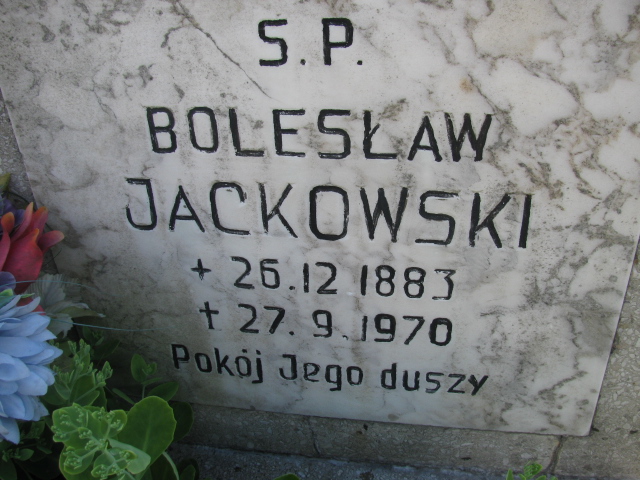 S.P.
BOLESŁAW
JACKOWSKI
+ 26.12 1883
† 27.9.1970
Pokój Jego duszy